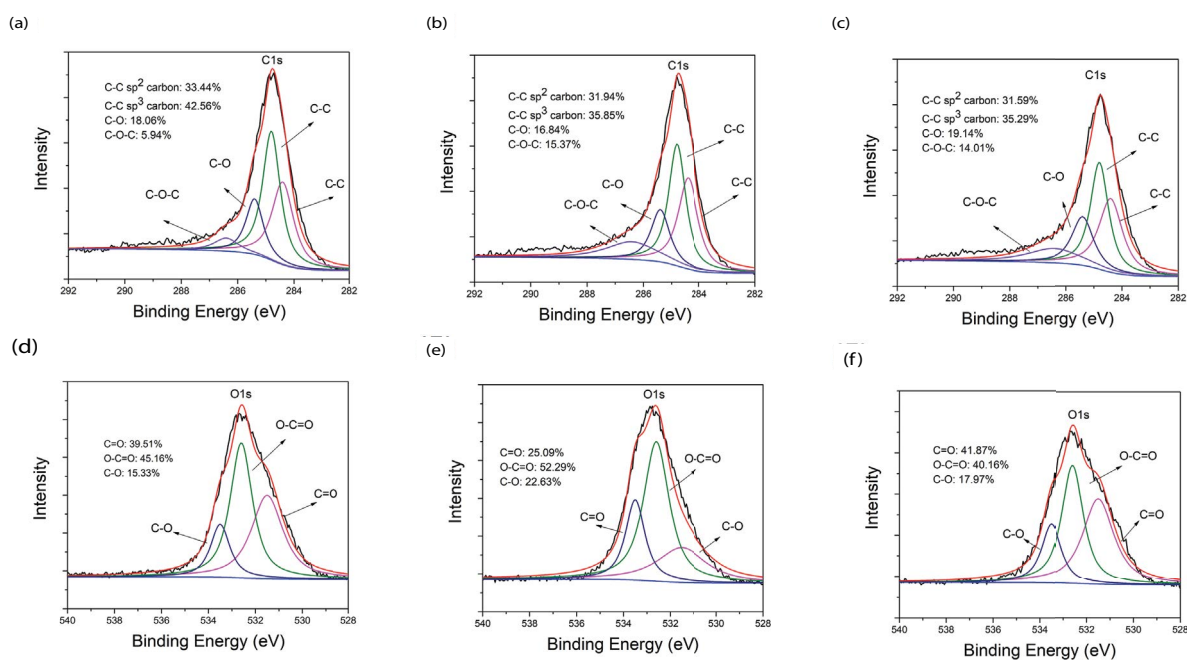 (a)
C1s
C-C sp² carbon: 33.44%
C-C sp³ carbon: 42.56%
C-O: 18.06%
C-O-C: 5.94%
C-C
C-O
C-O-C
C-C
Intensity
292 290 288 286 284 282
Binding Energy (eV)
(b)
C1s
C-C sp² carbon: 31.94%
C-C sp³ carbon: 35.85%
C-O: 16.84%
C-O-C: 15.37%
C-C
C-O
C-C
C-O-C
Intensity
292 290 288 286 284 282
Binding Energy (eV)
(c)
C1s
C-C sp² carbon: 31.59%
C-C sp³ carbon: 35.29%
C-O: 19.14%
C-O-C: 14.01%
C-C
C-O
C-C
C-O-C
Intensity
292 290 288 286 284 282
Binding Energy (eV)
(d)
O1s
O-C=O
C=O: 39.51%
O-C=O: 45.16%
C-O: 15.33%
C=O
C-O
Intensity
540 538 536 534 532 530 528
Binding Energy (eV)
(e)
O1s
C=O: 25.09%
O-C=O: 52.29%
C-O: 22.63%
O-C=O
C=O
C-O
Intensity
540 538 536 534 532 530 528
Binding Energy (eV)
(f)
O1s
C=O: 41.87%
O-C=O: 40.16%
C-O: 17.97%
O-C=O
C-O
C=O
Intensity
540 538 536 534 532 530 528
Binding Energy (eV)